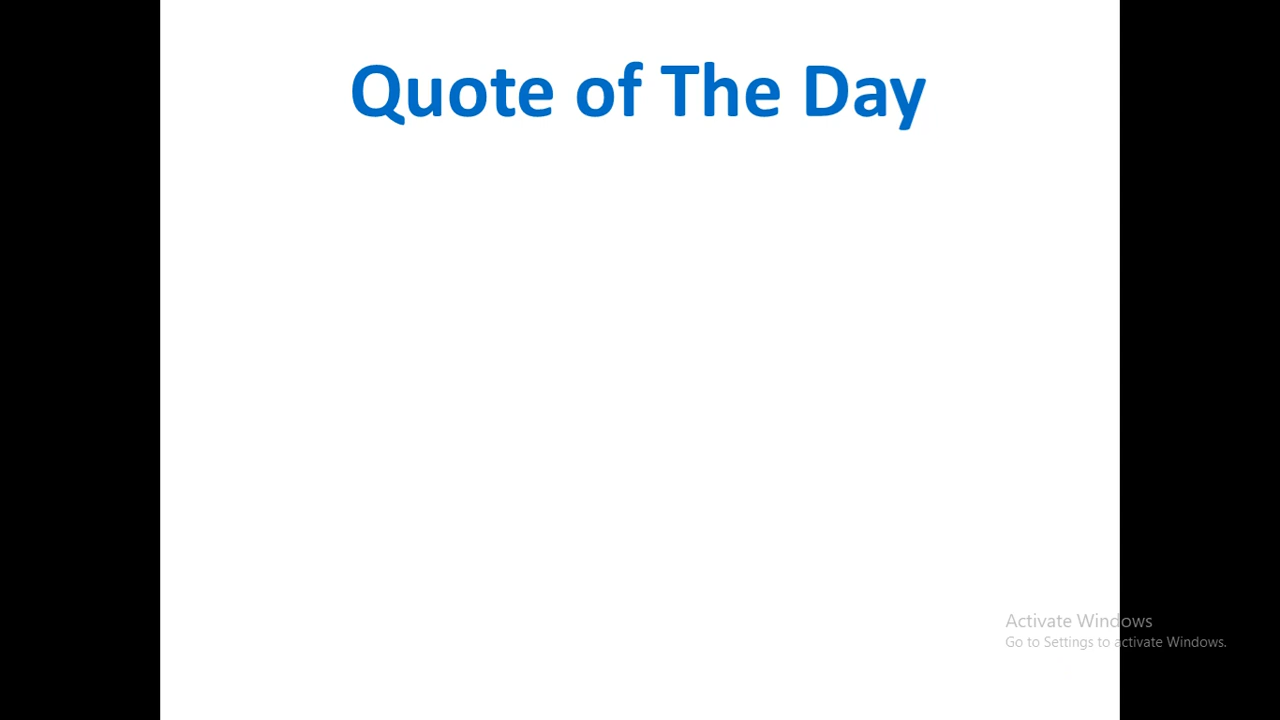 Quote of The Day
Activate Windows
Go to Settings to activate Windows.